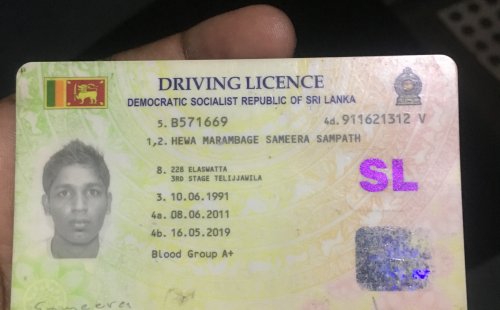 DRIVING LICENCE
DEMOCRATIC SOCIALIST REPUBLIC OF SRI LANKA
5. B571669 4d. 911621312 V
1,2. HEWA MARAMBAGE SAMEERA SAMPATH
8. 228 ELASWATTA
3RD STAGE TELIJJAWILA
SL
3. 10.06.1991
4a. 08.06.2011
4b. 16.05.2019
Blood Group A+
Sameera